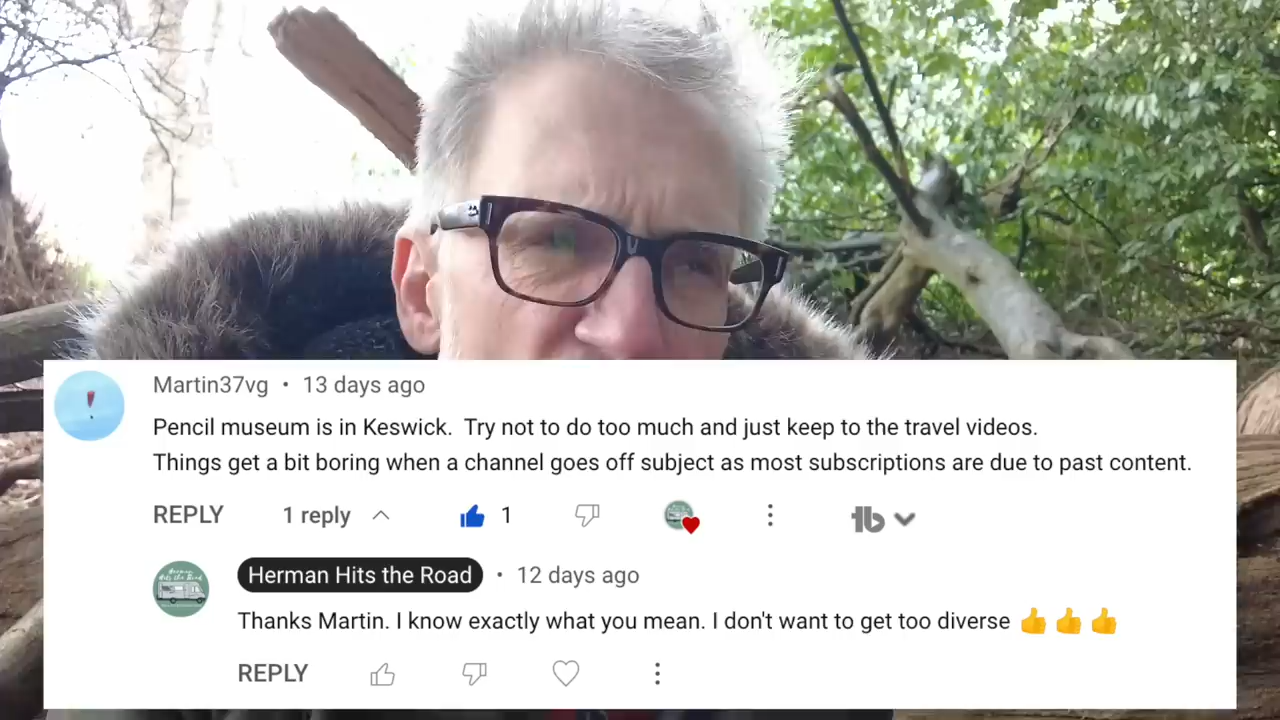 Martin37vg • 13 days ago
Pencil museum is in Keswick.  Try not to do too much and just keep to the travel videos.
Things get a bit boring when a channel goes off subject as most subscriptions are due to past content.
REPLY 1 reply 1
Herman Hits the Road • 12 days ago
Thanks Martin. I know exactly what you mean. I don't want to get too diverse 👍 👍 👍
REPLY